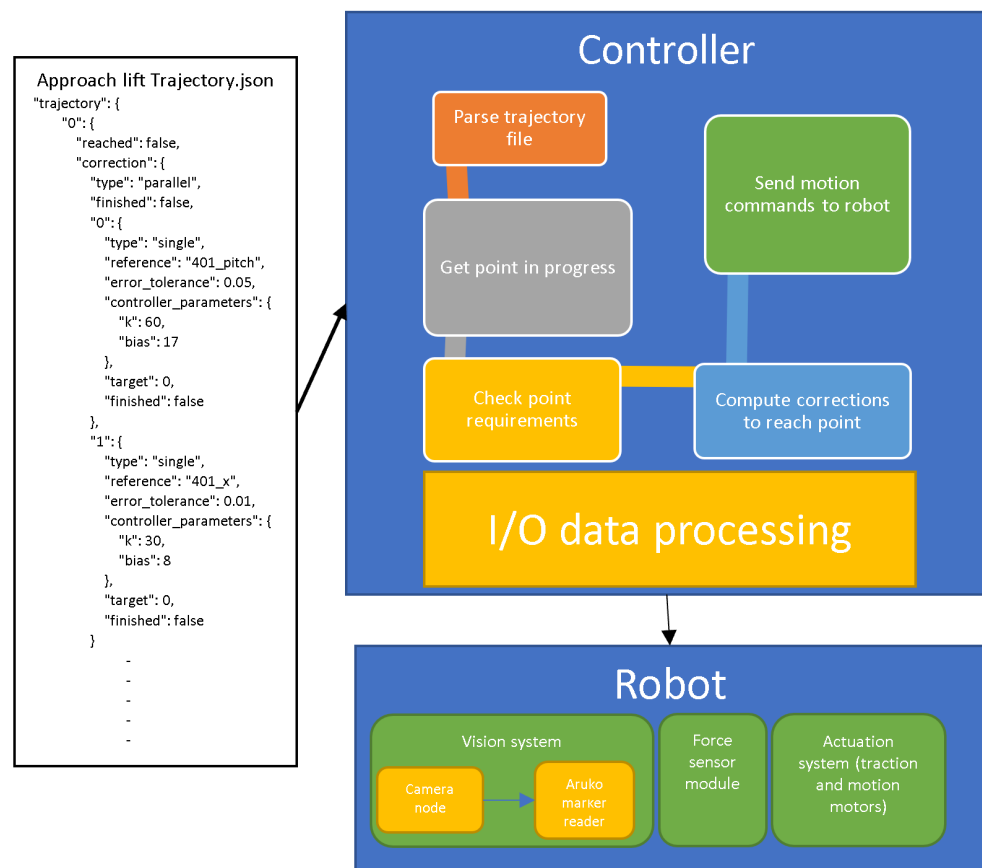 Approach lift Trajectory.json
"trajectory": {
"0": {
"reached": false,
"correction": {
"type": "parallel",
"finished": false,
"0": {
"type": "single",
"reference": "401_pitch",
"error_tolerance": 0.05,
"controller_parameters": {
"k": 60,
"bias": 17
},
"target": 0,
"finished": false
},
"1": {
"type": "single",
"reference": "401_x",
"error_tolerance": 0.01,
"controller_parameters": {
"k": 30,
"bias": 8
},
"target": 0,
"finished": false
}
-
-
-
-
-
Controller
Parse trajectory
file
Get point in progress
Check point
requirements
Compute corrections
to reach point
Send motion
commands to robot
I/O data processing
Robot
Vision system
Camera
node
Aruko
marker
reader
Force
sensor
module
Actuation
system (traction
and motion
motors)